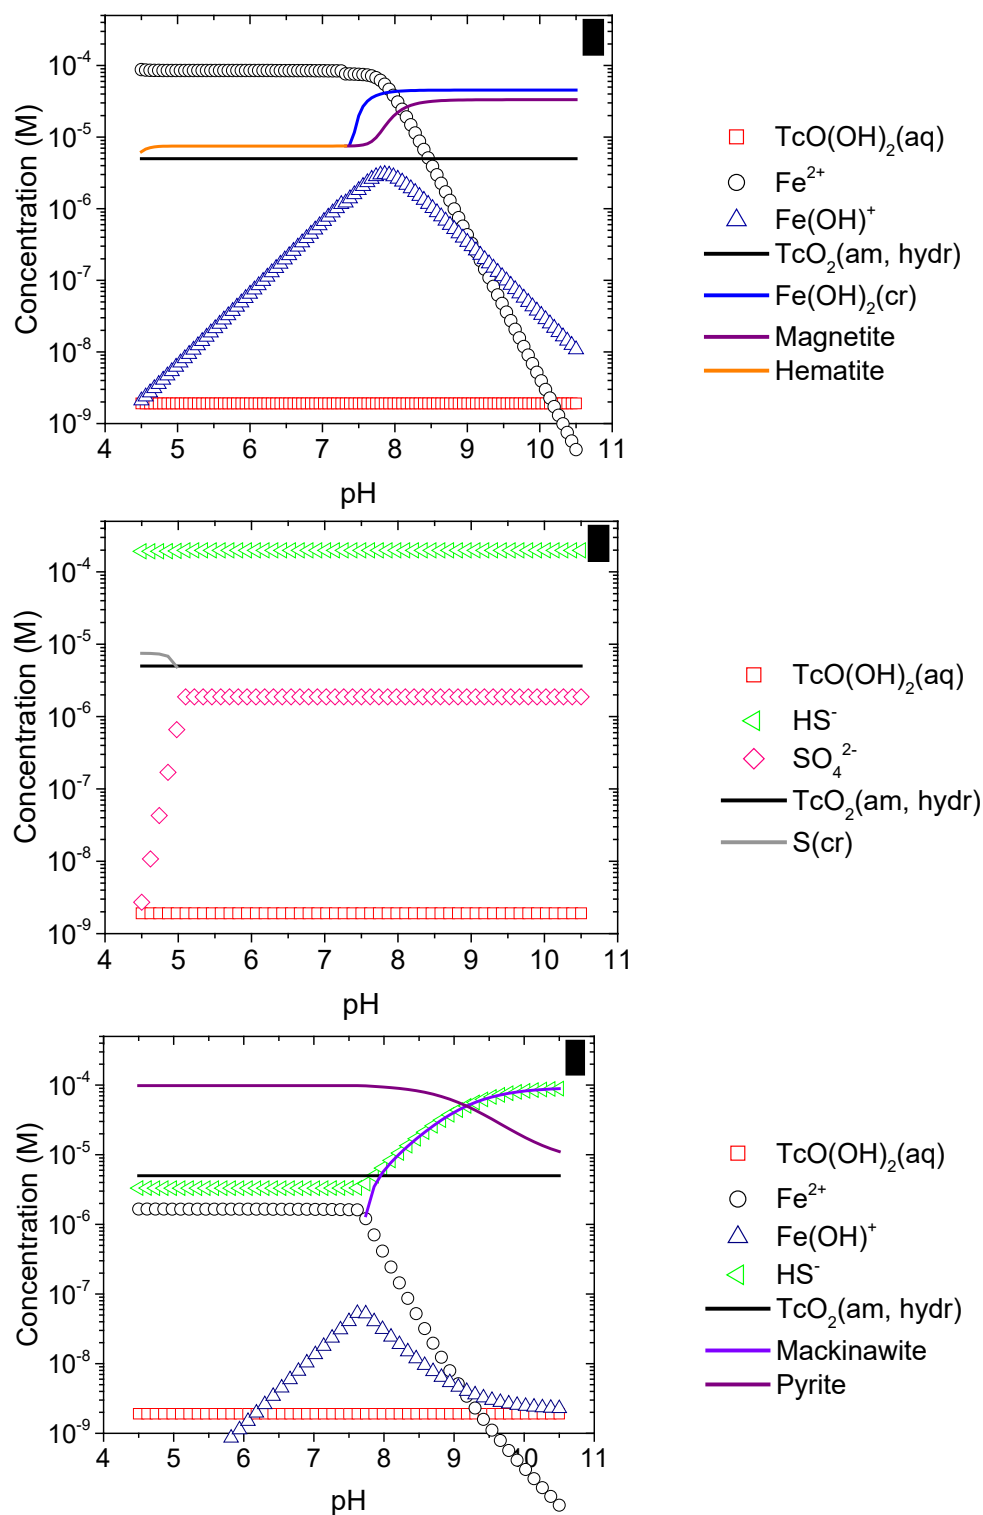 Concentration (M)
10⁻⁴
10⁻⁵
10⁻⁶
10⁻⁷
10⁻⁸
10⁻⁹
4 5 6 7 8 9 10 11
pH
TcO(OH)₂(aq)
Fe²⁺
Fe(OH)⁺
TcO₂(am, hydr)
Fe(OH)₂(cr)
Magnetite
Hematite
Concentration (M)
10⁻⁴
10⁻⁵
10⁻⁶
10⁻⁷
10⁻⁸
10⁻⁹
4 5 6 7 8 9 10 11
pH
TcO(OH)₂(aq)
HS⁻
SO₄²⁻
TcO₂(am, hydr)
S(cr)
Concentration (M)
10⁻⁴
10⁻⁵
10⁻⁶
10⁻⁷
10⁻⁸
10⁻⁹
4 5 6 7 8 9 10 11
pH
TcO(OH)₂(aq)
Fe²⁺
Fe(OH)⁺
HS⁻
TcO₂(am, hydr)
Mackinawite
Pyrite